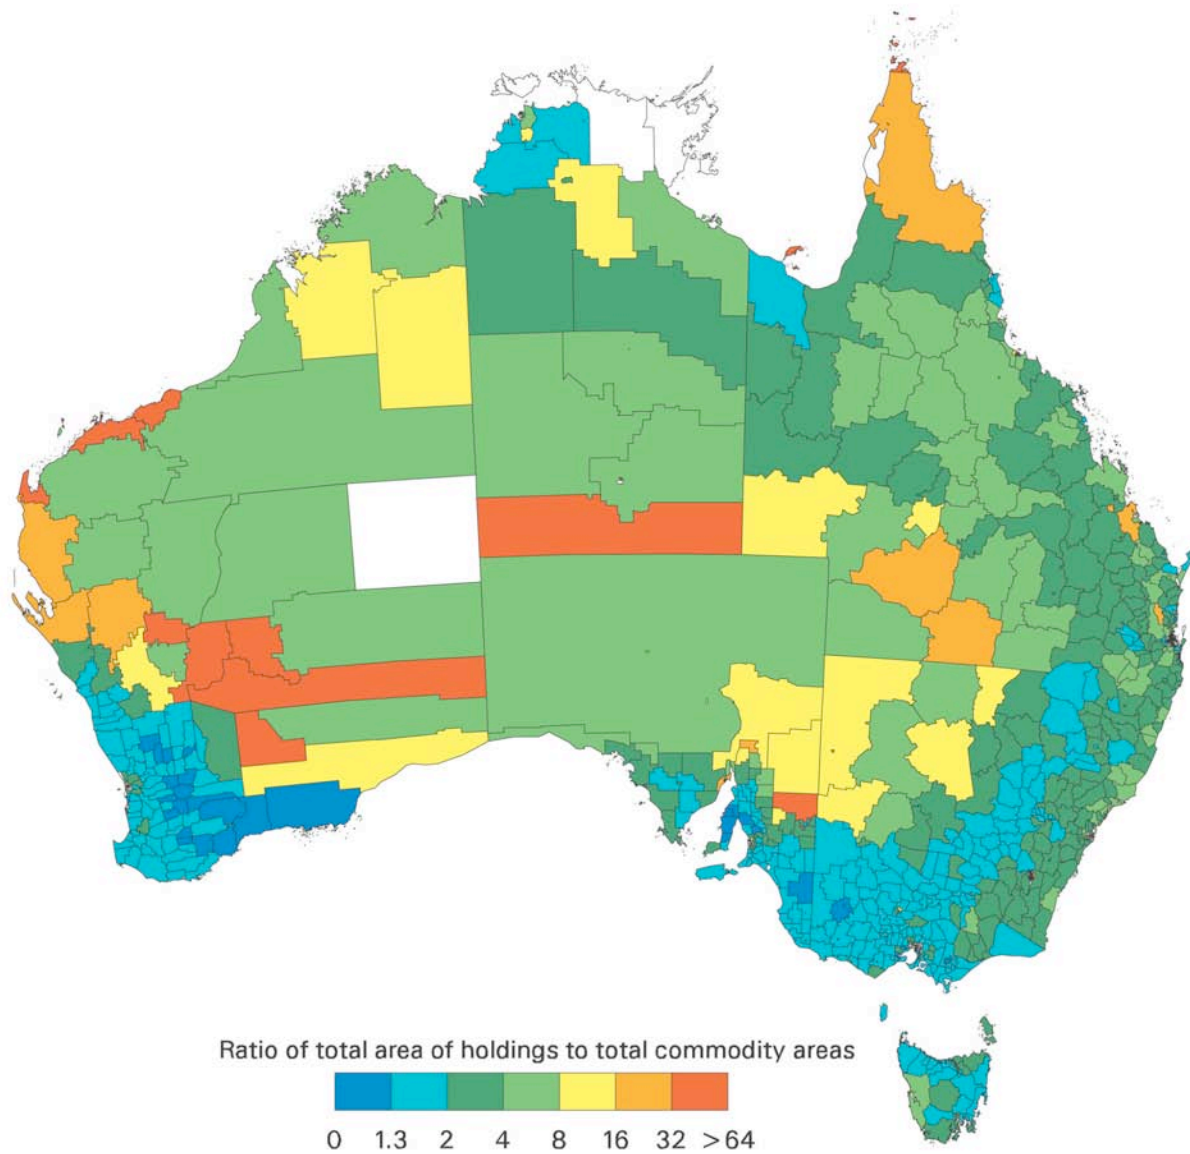 Ratio of total area of holdings to total commodity areas
0 1.3 2 4 8 16 32 >64